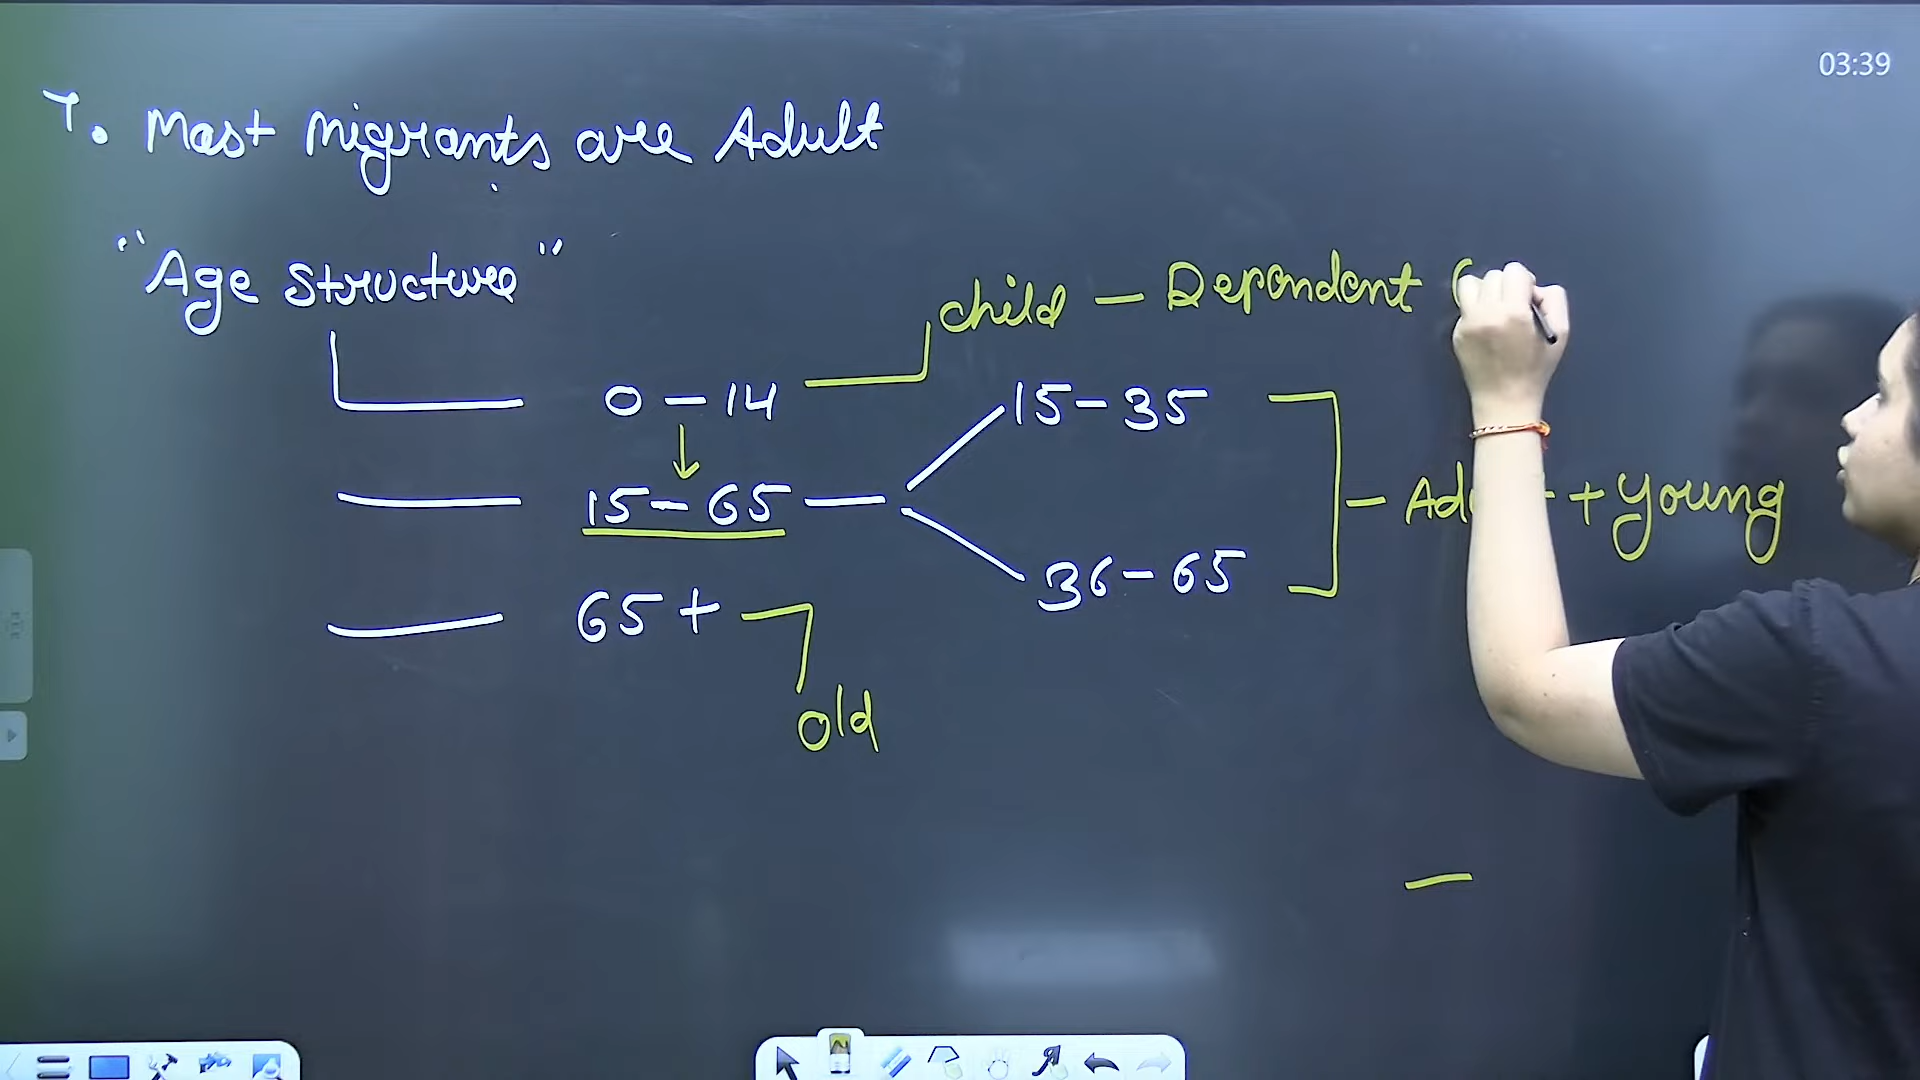 03:39
7. Most Migrants are Adult
"Age Structure"
child - Dependent
0-14
15-35
15-65
- + Young
36-65
65+
old